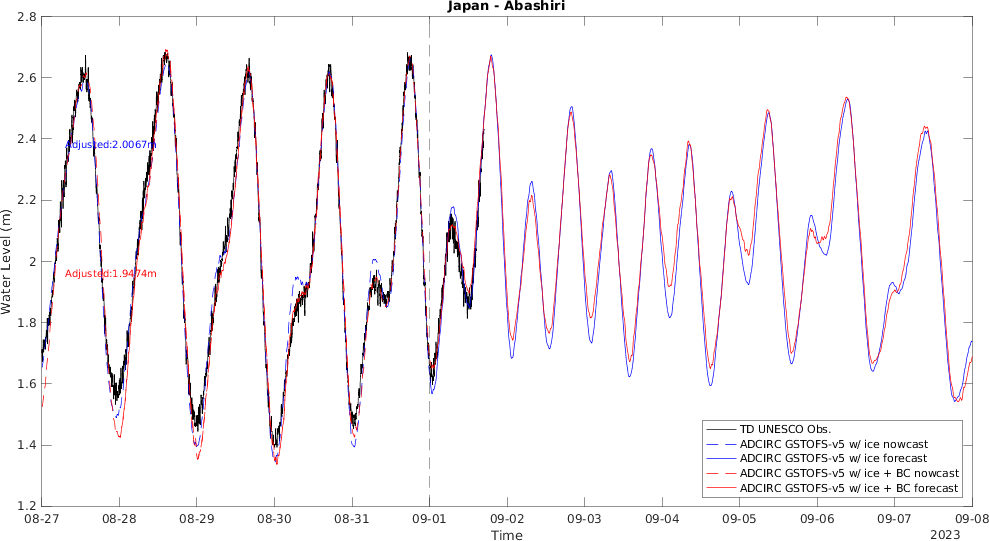 Japan - Abashiri
2.8
2.6
2.4
2.2
2
1.8
1.6
1.4
1.2
Water Level (m)
Adjusted:2.0067m
Adjusted:1.9474m
TD UNESCO Obs.
ADCIRC GSTOFS-v5 w/ ice nowcast
ADCIRC GSTOFS-v5 w/ ice forecast
ADCIRC GSTOFS-v5 w/ ice + BC nowcast
ADCIRC GSTOFS-v5 w/ ice + BC forecast
08-27 08-28 08-29 08-30 08-31 09-01 09-02 09-03 09-04 09-05 09-06 09-07 09-08
Time
2023